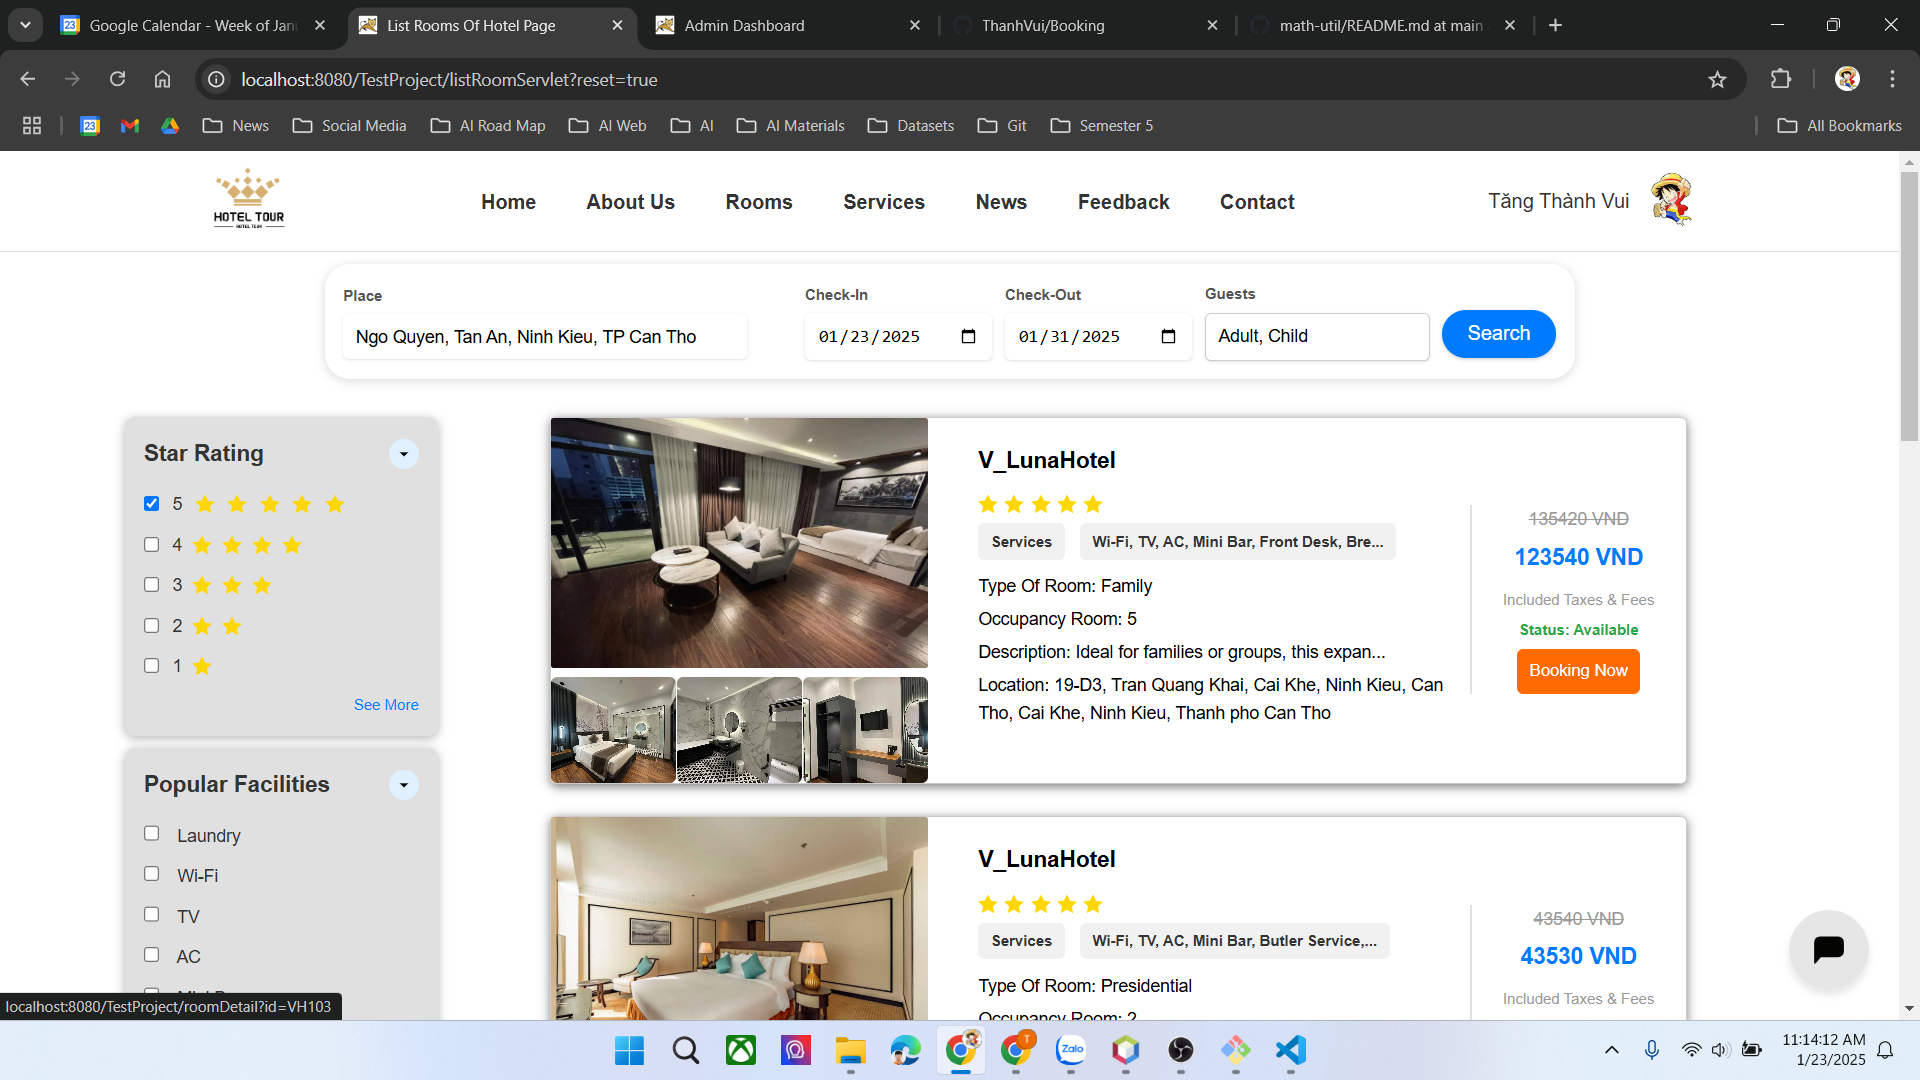 Google Calendar - Week of Jan
List Rooms Of Hotel Page
Admin Dashboard
ThanhVui/Booking
math-util/README.md at main
localhost:8080/TestProject/listRoomServlet?reset=true
23
News
Social Media
AI Road Map
AI Web
AI
AI Materials
Datasets
Git
Semester 5
All Bookmarks
HOTEL TOUR
HOTEL TOUR
Home
About Us
Rooms
Services
News
Feedback
Contact
Tăng Thành Vui
Place
Check-In
Check-Out
Guests
Ngo Quyen, Tan An, Ninh Kieu, TP Can Tho
01/23/2025
01/31/2025
Adult, Child
Search
Star Rating
5
4
3
2
1
See More
Popular Facilities
Laundry
Wi-Fi
TV
AC
V_LunaHotel
Services
Wi-Fi, TV, AC, Mini Bar, Front Desk, Bre...
Type Of Room: Family
Occupancy Room: 5
Description: Ideal for families or groups, this expan...
Location: 19-D3, Tran Quang Khai, Cai Khe, Ninh Kieu, Can
Tho, Cai Khe, Ninh Kieu, Thanh pho Can Tho
135420 VND
123540 VND
Included Taxes & Fees
Status: Available
Booking Now
V_LunaHotel
Services
Wi-Fi, TV, AC, Mini Bar, Butler Service,...
Type Of Room: Presidential
Occupancy Room: 2
43540 VND
43530 VND
Included Taxes & Fees
localhost:8080/TestProject/roomDetail?id=VH103
T
Zalo
11:14:12 AM
1/23/2025